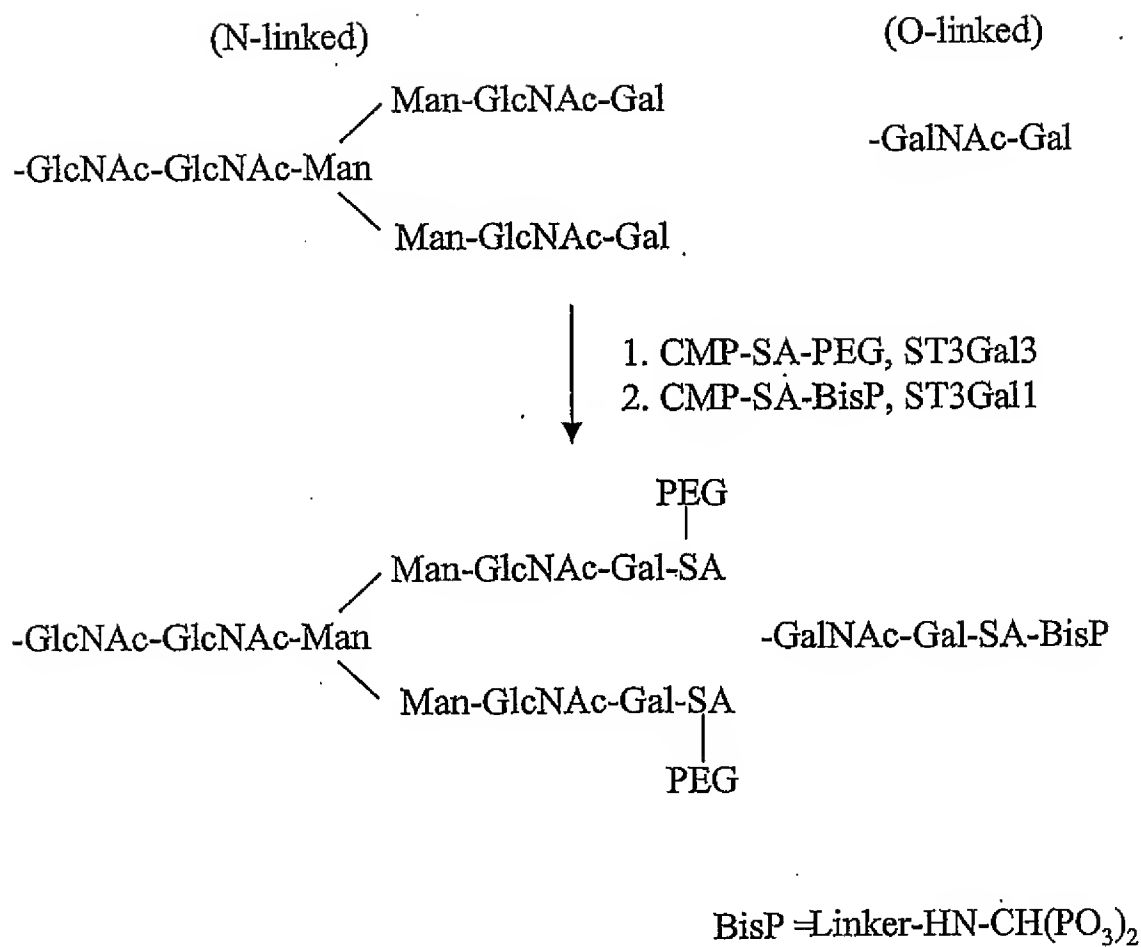 (N-linked)
(O-linked)
Man-GlcNAc-Gal
-GalNAc-Gal
-GlcNAc-GlcNAc-Man
Man-GlcNAc-Gal
1. CMP-SA-PEG, ST3Gal3
2. CMP-SA-BisP, ST3Gal1
PEG
Man-GlcNAc-Gal-SA
-GlcNAc-GlcNAc-Man
-GalNAc-Gal-SA-BisP
Man-GlcNAc-Gal-SA
PEG
BisP =Linker-HN-CH(PO₃)₂